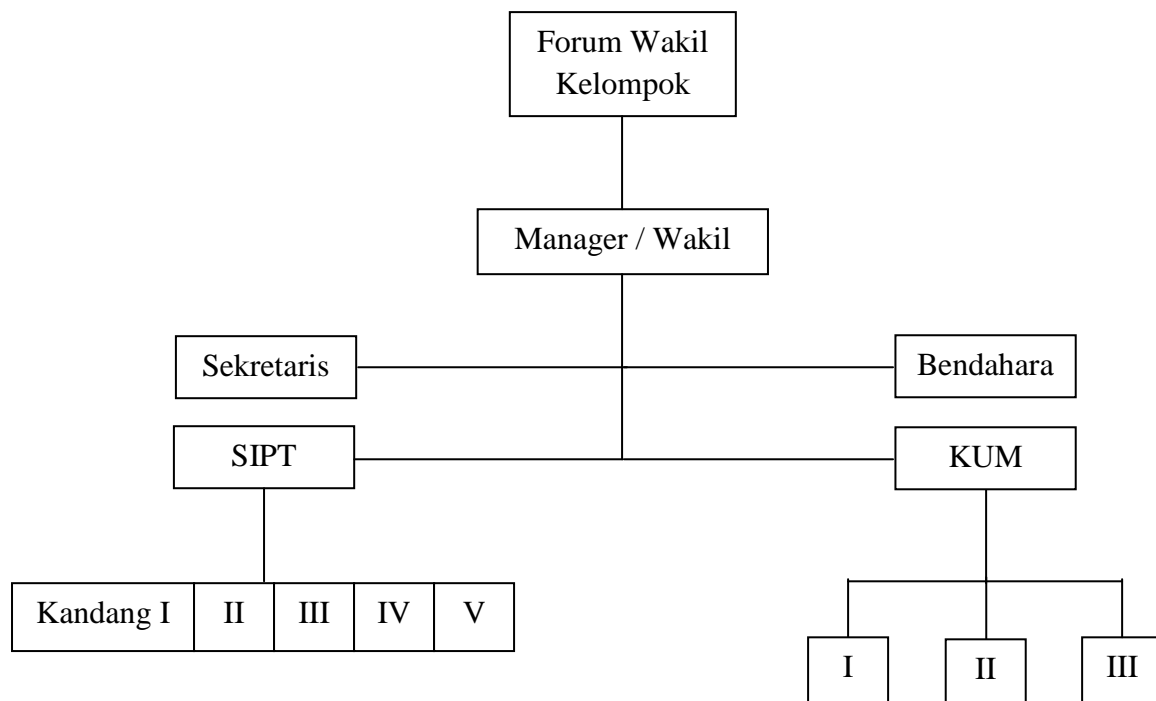 Forum Wakil
Kelompok
Manager / Wakil
Sekretaris
Bendahara
SIPT
KUM
Kandang I
II
III
IV
V
I
II
III